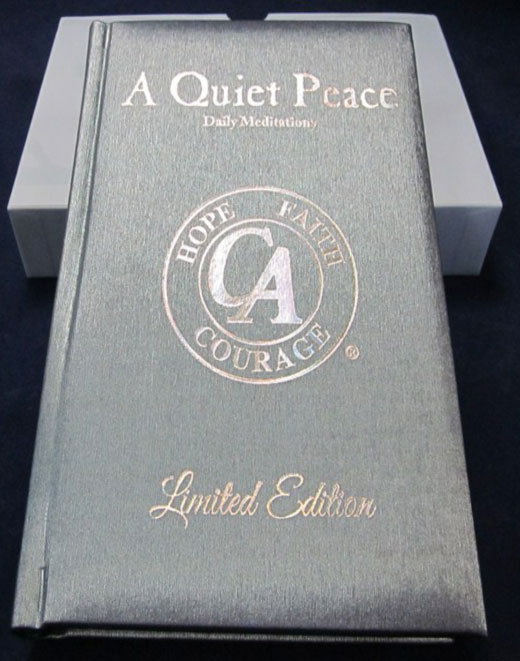 A Quiet Peace
Daily Meditations
HOPE FAITH
CA
COURAGE
®
Limited Edition